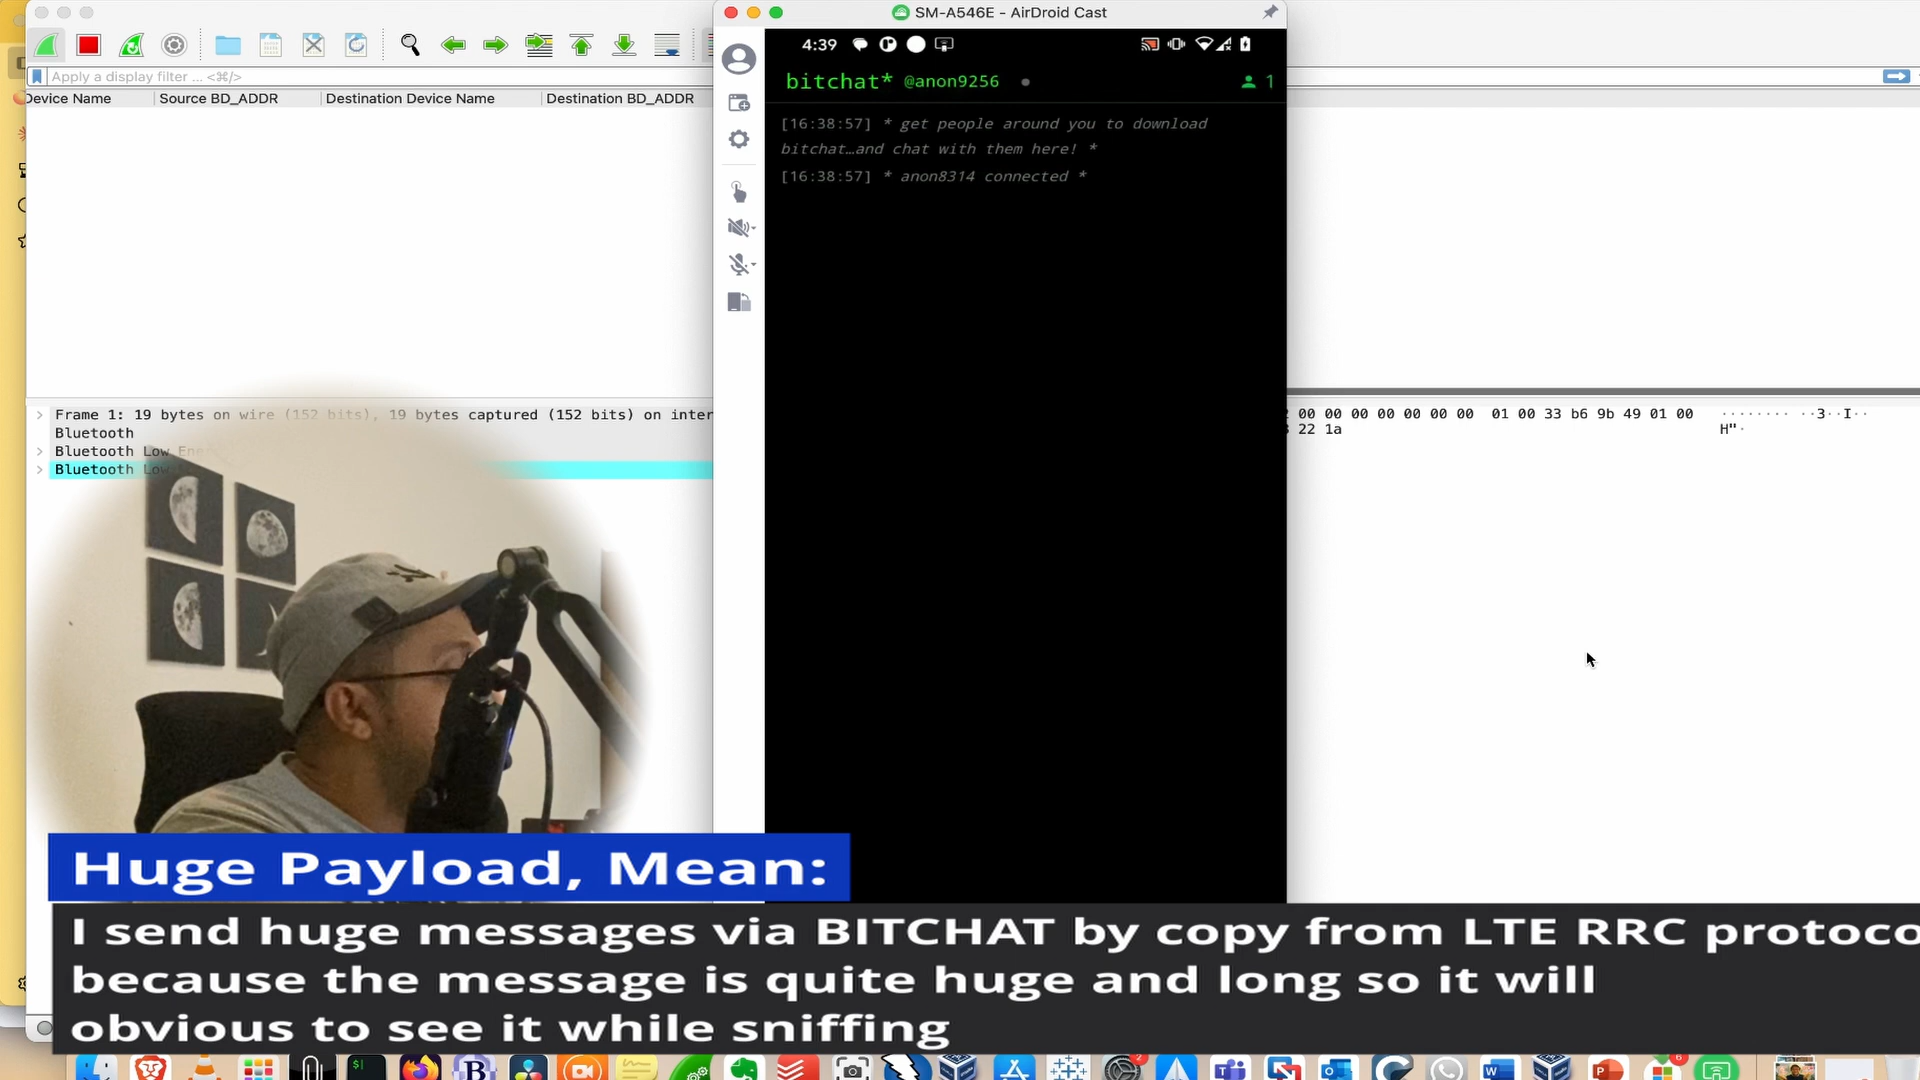 SM-A546E - AirDroid Cast
Apply a display filter ... <⌘/>
Device Name
Source BD_ADDR
Destination Device Name
Destination BD_ADDR
4:39
bitchat* @anon9256
1
[16:38:57] * get people around you to download
bitchat…and chat with them here! *
[16:38:57] * anon8314 connected *
Frame 1: 19 bytes on wire (152 bits), 19 bytes captured (152 bits) on inter
Bluetooth
Bluetooth Low Ene
Bluetooth Low
00 00 00 00 00 00 00 01 00 33 b6 9b 49 01 00
22 1a
········ ··3··I··
H"·
Huge Payload, Mean:
I send huge messages via BITCHAT by copy from LTE RRC protoco
because the message is quite huge and long so it will
obvious to see it while sniffing